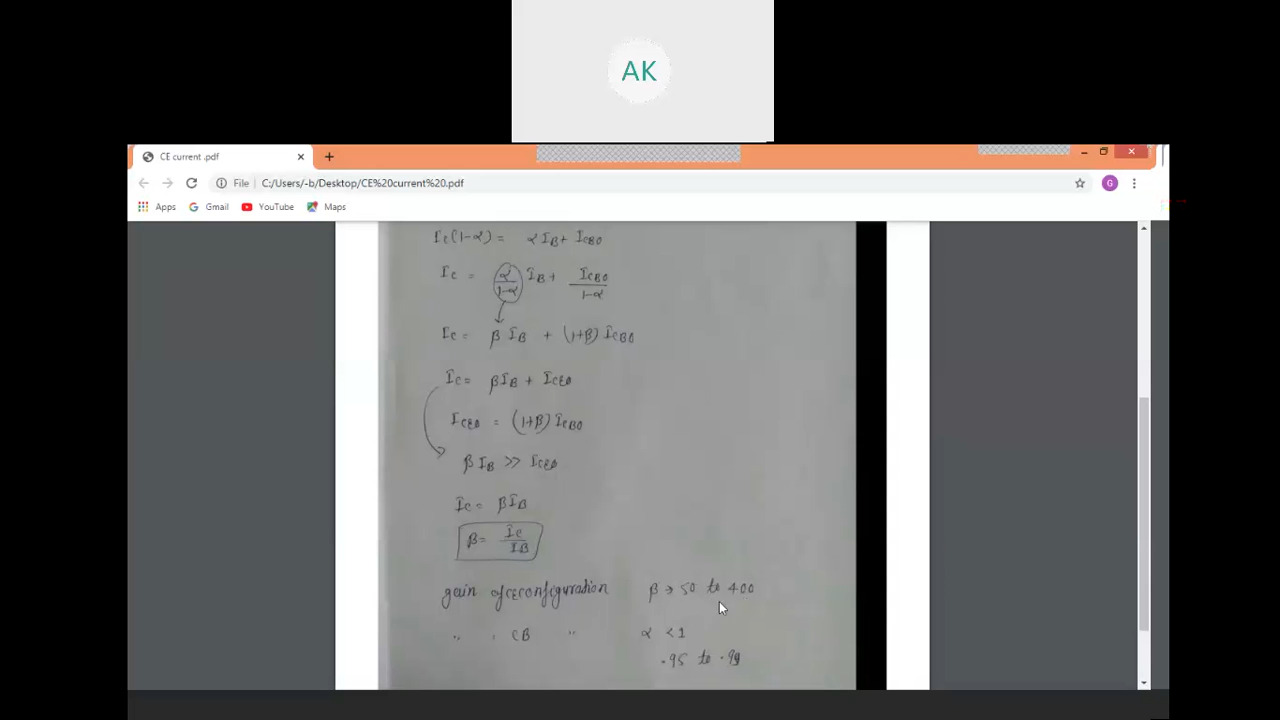 AK
CE current .pdf
File C:/Users/-b/Desktop/CE%20current%20.pdf
G
Apps Gmail YouTube Maps
Ic(1-α) = αIB + ICBO
Ic = α/1-α IB + ICBO/1-α
Ic = βIB + (1+β)ICBO
Ic = βIB + ICEO
ICEO = (1+β)ICBO
βIB >> ICEO
Ic = βIB
β = Ic/IB
gain of CE configuration β → 50 to 400
" " CB " α < 1
.95 to .99